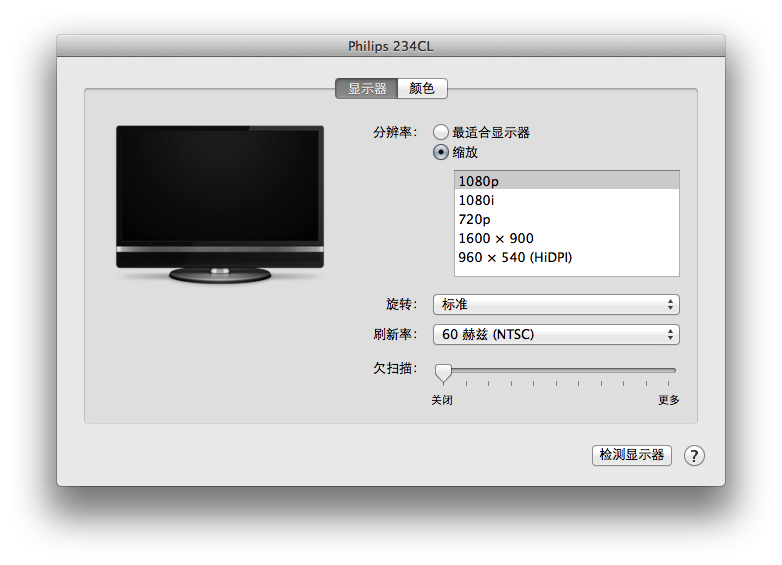 Philips 234CL
显示器 颜色
分辨率： 最适合显示器
缩放
1080p
1080i
720p
1600 × 900
960 × 540 (HiDPI)
旋转： 标准
刷新率： 60 赫兹 (NTSC)
欠扫描：
关闭 更多
检测显示器 ?